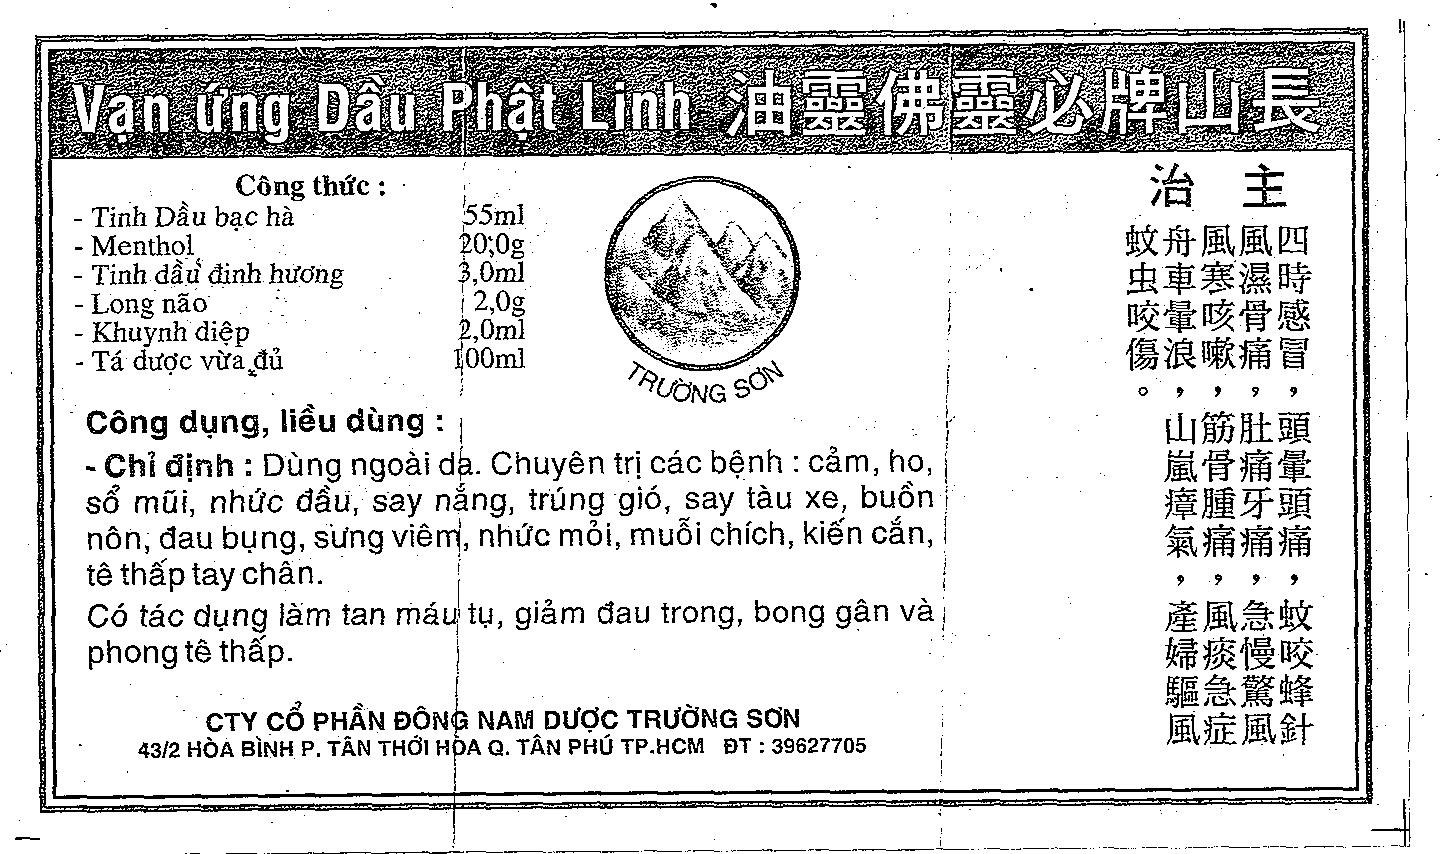 Vạn ứng Dầu Phật Linh 長山牌必靈佛靈油
Công thức :
- Tinh Dầu bạc hà 55ml
- Menthol 20,0g
- Tinh dầu đinh hương 3,0ml
- Long não 2,0g
- Khuynh diệp 2,0ml
- Tá dược vừa đủ 100ml
TRƯỜNG SƠN
Công dụng, liều dùng :
- Chỉ định : Dùng ngoài da. Chuyên trị các bệnh : cảm, ho,
sổ mũi, nhức đầu, say nắng, trúng gió, say tàu xe, buồn
nôn, đau bụng, sưng viêm, nhức mỏi, muỗi chích, kiến cắn,
tê thấp tay chân.
Có tác dụng làm tan máu tụ, giảm đau trong, bong gân và
phong tê thấp.
CTY CỔ PHẦN ĐÔNG NAM DƯỢC TRƯỜNG SƠN
43/2 HÒA BÌNH P. TÂN THỚI HÒA Q. TÂN PHÚ TP.HCM ĐT : 39627705
主治
四時感冒，頭暈頭痛，蚊咬蜂針
風濕骨痛，肚痛牙痛，急慢驚風
風寒咳嗽，筋骨腫痛，風痰急症
舟車暈浪，山嵐瘴氣，產婦驅風
蚊虫咬傷。